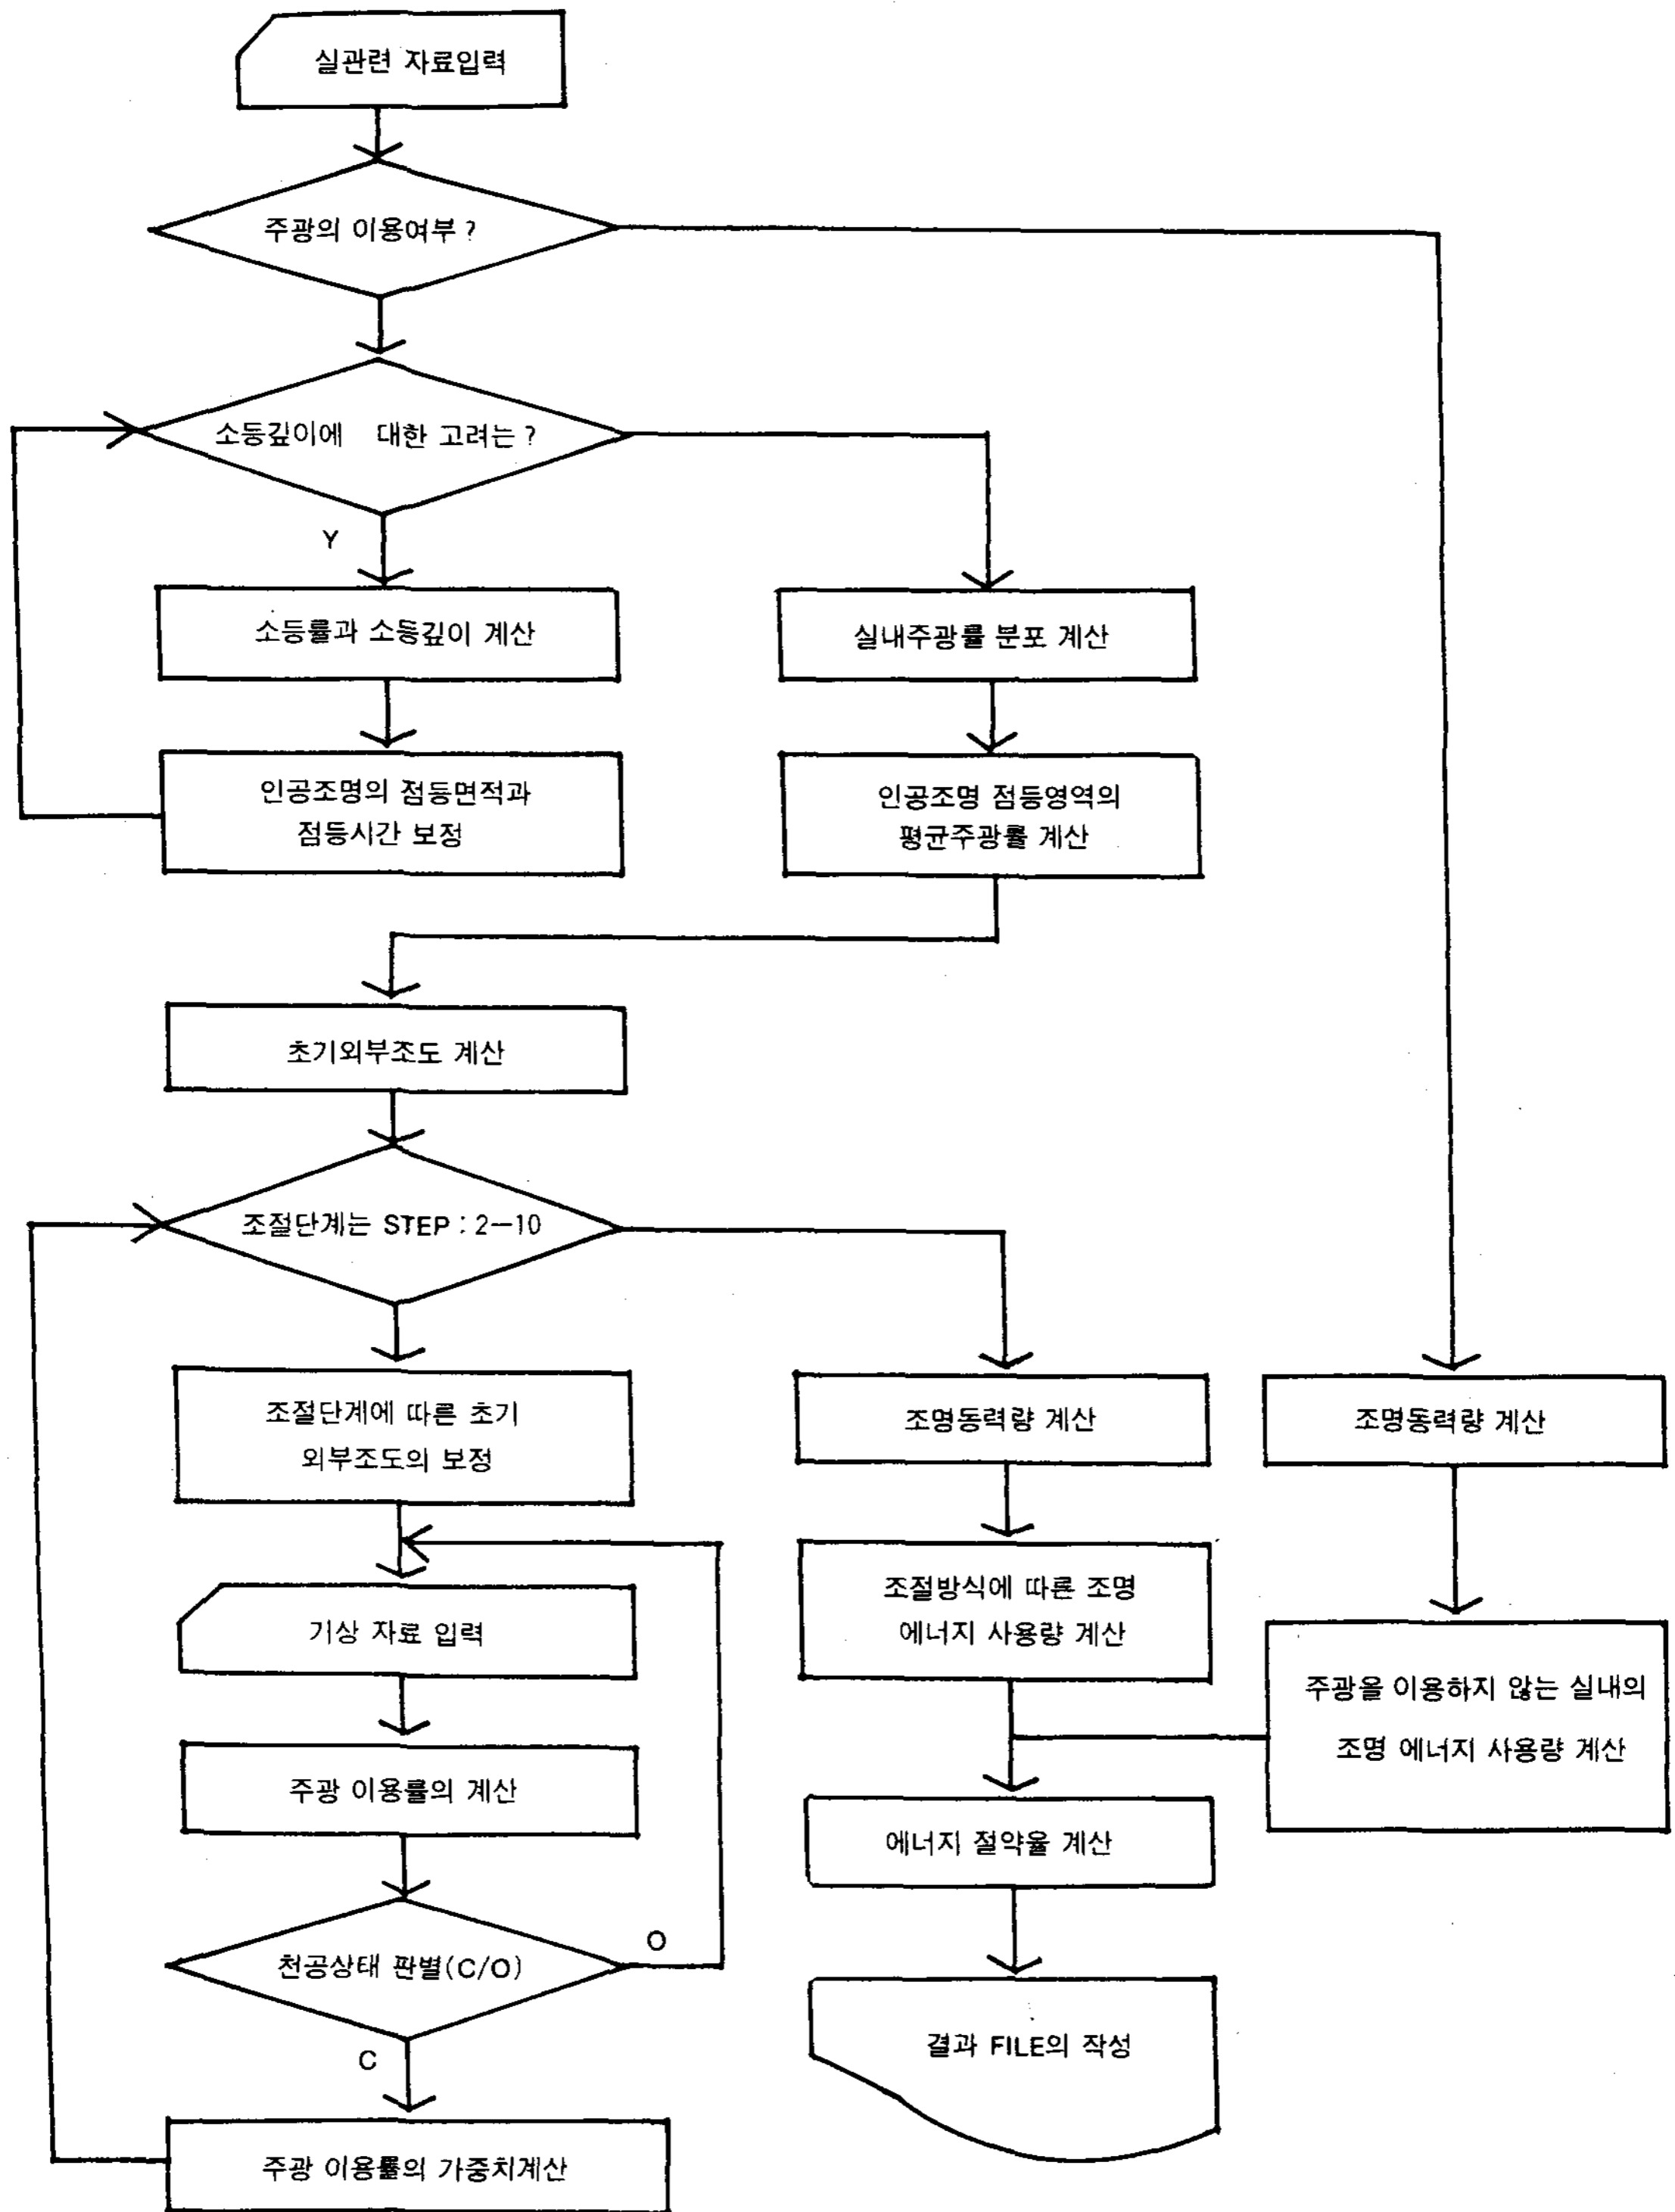 실관련 자료입력
주광의 이용여부 ?
소등깊이에 대한 고려는 ?
Y
소등률과 소등깊이 계산
실내주광률 분포 계산
인공조명의 점등면적과
점등시간 보정
인공조명 점등영역의
평균주광률 계산
초기외부조도 계산
조절단계는 STEP : 2-10
조절단계에 따른 초기
외부조도의 보정
조명동력량 계산
조명동력량 계산
기상 자료 입력
조절방식에 따른 조명
에너지 사용량 계산
주광을 이용하지 않는 실내의
조명 에너지 사용량 계산
주광 이용률의 계산
에너지 절약율 계산
천공상태 판별(C/O)
O
C
결과 FILE의 작성
주광 이용률의 가중치계산